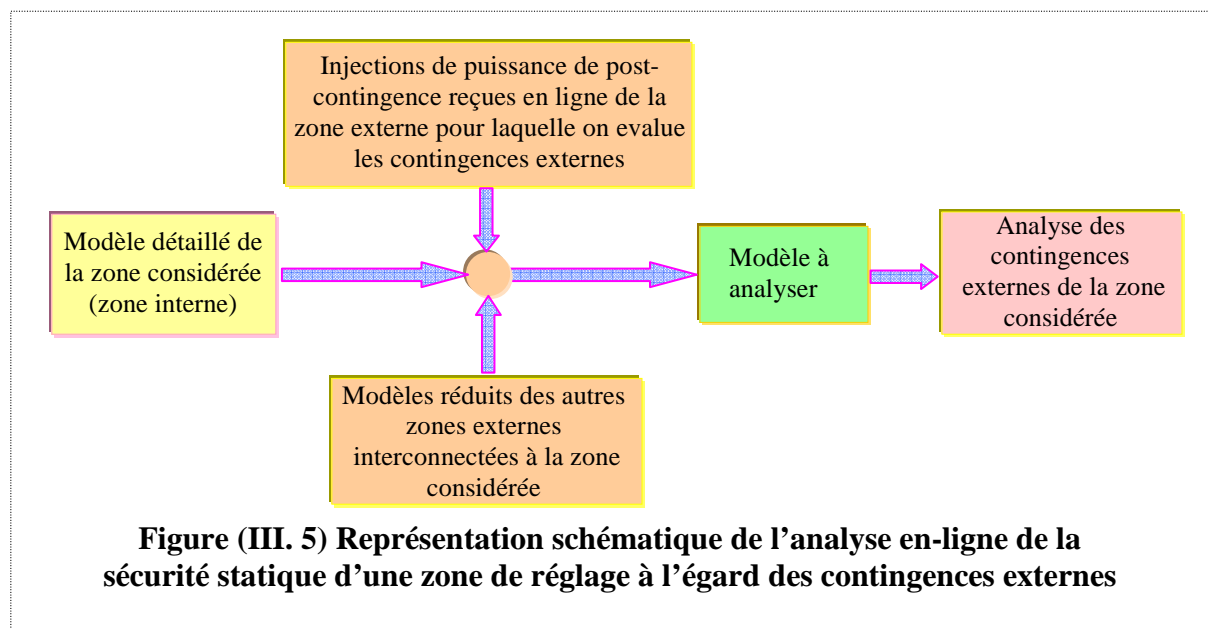 Injections de puissance de post-
contingence reçues en ligne de la
zone externe pour laquelle on evalue
les contingences externes
Modèle détaillé de
la zone considérée
(zone interne)
Modèle à
analyser
Analyse des
contingences
externes de la zone
considérée
Modèles réduits des autres
zones externes
interconnectées à la zone
considérée
Figure (III. 5) Représentation schématique de l’analyse en-ligne de la
sécurité statique d’une zone de réglage à l’égard des contingences externes